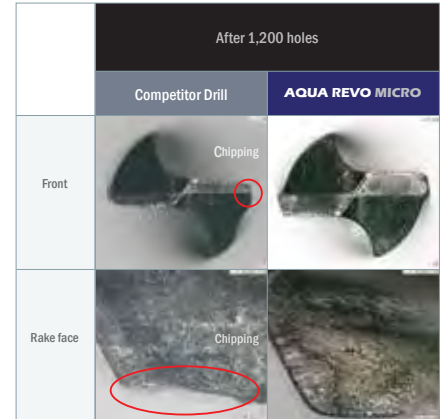 After 1,200 holes
Competitor Drill
AQUA REVO MICRO
Front
Chipping
Rake face
Chipping